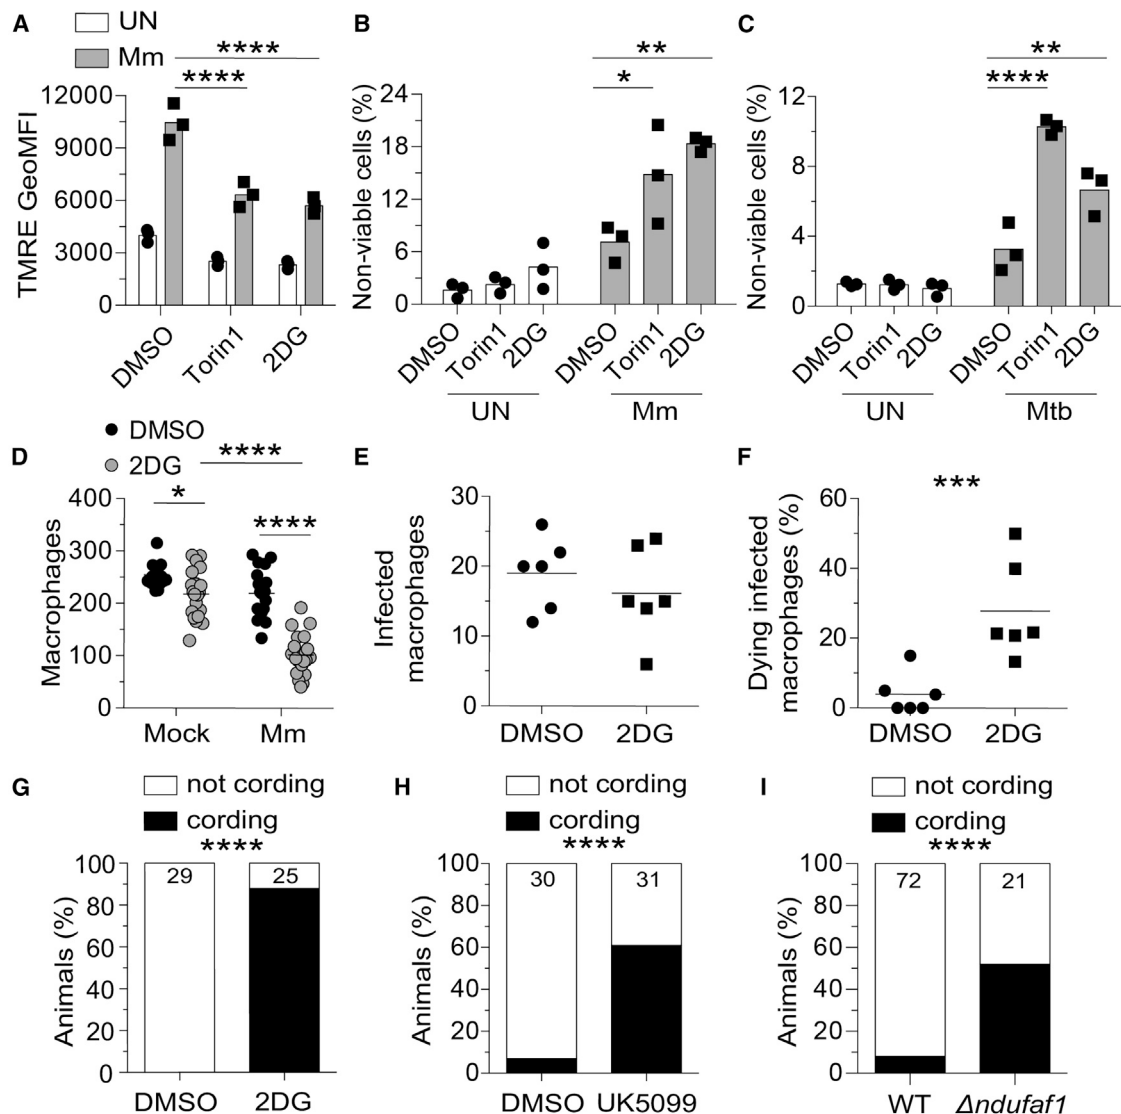 A
UN
Mm
****
****
TMRE GeoMFI
12000
9000
6000
3000
0
DMSO
Torin1
2DG
B
**
*
Non-viable cells (%)
24
18
12
6
0
DMSO
Torin1
2DG
DMSO
Torin1
2DG
UN
Mm
C
**
****
Non-viable cells (%)
12
8
4
0
DMSO
Torin1
2DG
DMSO
Torin1
2DG
UN
Mtb
D
DMSO
2DG
****
*
****
Macrophages
400
300
200
100
0
Mock
Mm
E
Infected
macrophages
30
20
10
0
DMSO
2DG
F
***
Dying infected
macrophages (%)
60
40
20
0
DMSO
2DG
G
not cording
cording
****
Animals (%)
100
80
60
40
20
0
29
25
DMSO
2DG
H
not cording
cording
****
Animals (%)
100
80
60
40
20
0
30
31
DMSO
UK5099
I
not cording
cording
****
Animals (%)
100
80
60
40
20
0
72
21
WT
Δndufaf1